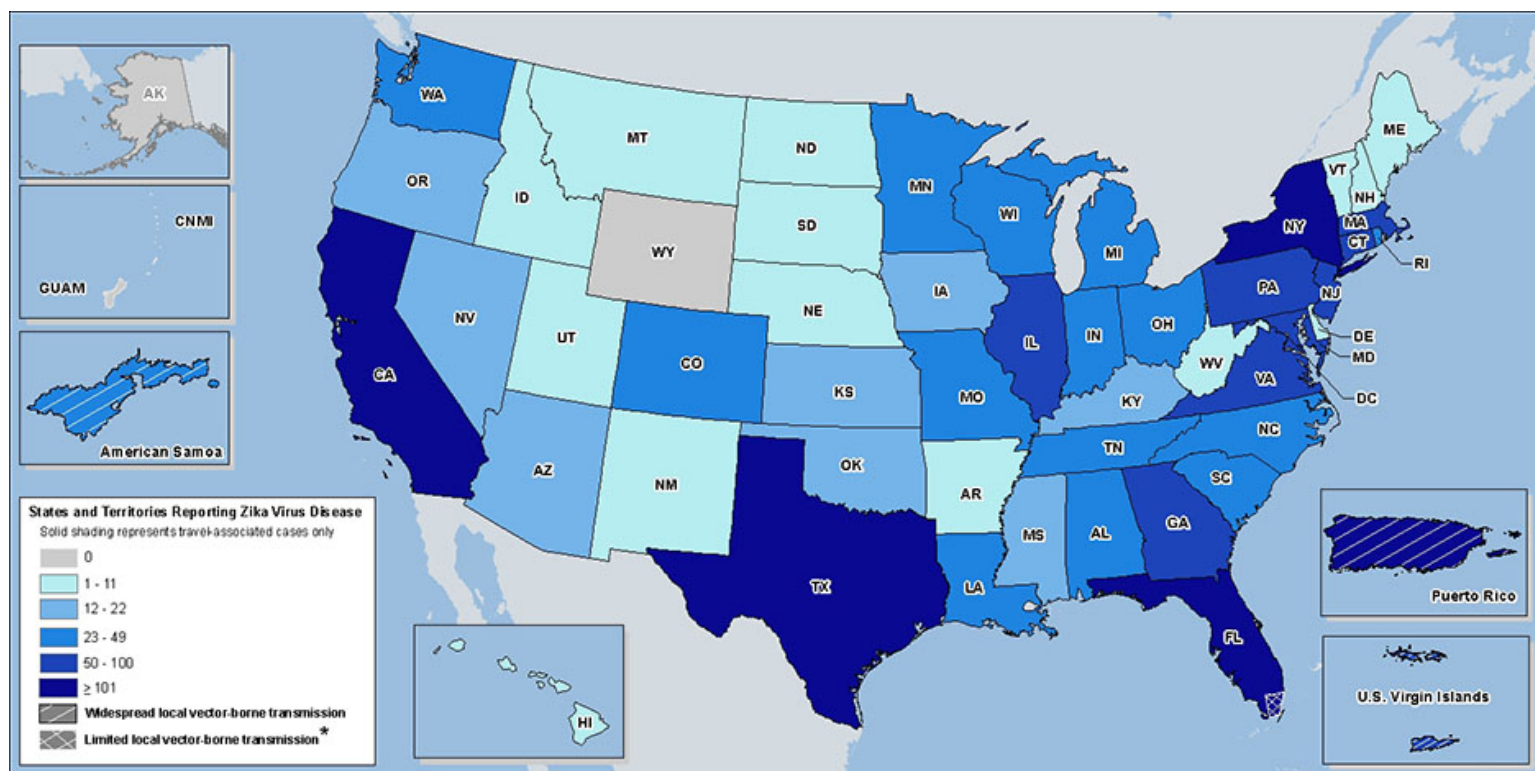 AK
CNMI
GUAM
American Samoa
WA
OR
CA
ID
NV
MT
WY
UT
AZ
CO
NM
ND
SD
NE
KS
OK
TX
MN
IA
MO
AR
LA
WI
IL
MS
MI
IN
KY
TN
AL
OH
WV
VA
NC
SC
GA
FL
PA
NY
VT
NH
ME
MA
CT
RI
NJ
DE
MD
DC
HI
Puerto Rico
U.S. Virgin Islands
States and Territories Reporting Zika Virus Disease
Solid shading represents travel-associated cases only
0
1 - 11
12 - 22
23 - 49
50 - 100
≥ 101
Widespread local vector-borne transmission
Limited local vector-borne transmission*